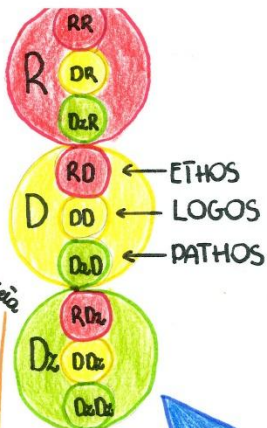 RR
R DR
DzR
RD ← ETHOS
D DD ← LOGOS
DzD ← PATHOS
RDz
Dz DDz
DzDz